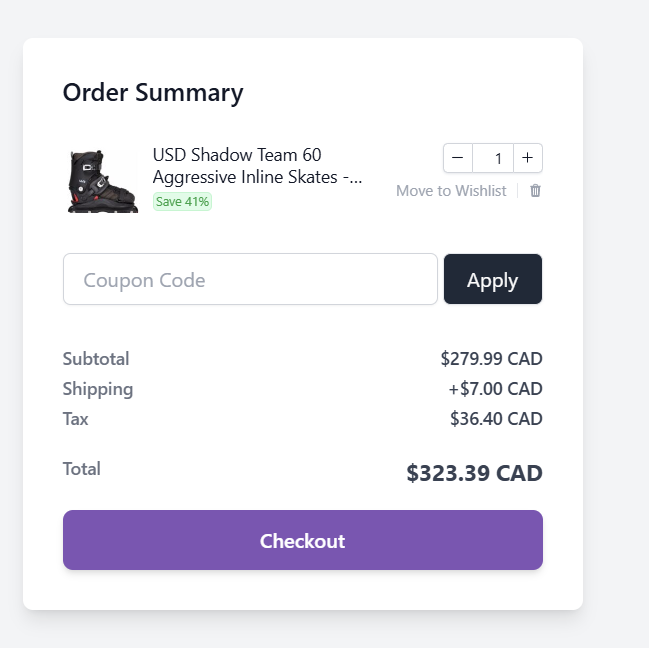 Order Summary
USD Shadow Team 60
Aggressive Inline Skates -...
Save 41%
− 1 +
Move to Wishlist
Coupon Code
Apply
Subtotal $279.99 CAD
Shipping +$7.00 CAD
Tax $36.40 CAD
Total $323.39 CAD
Checkout